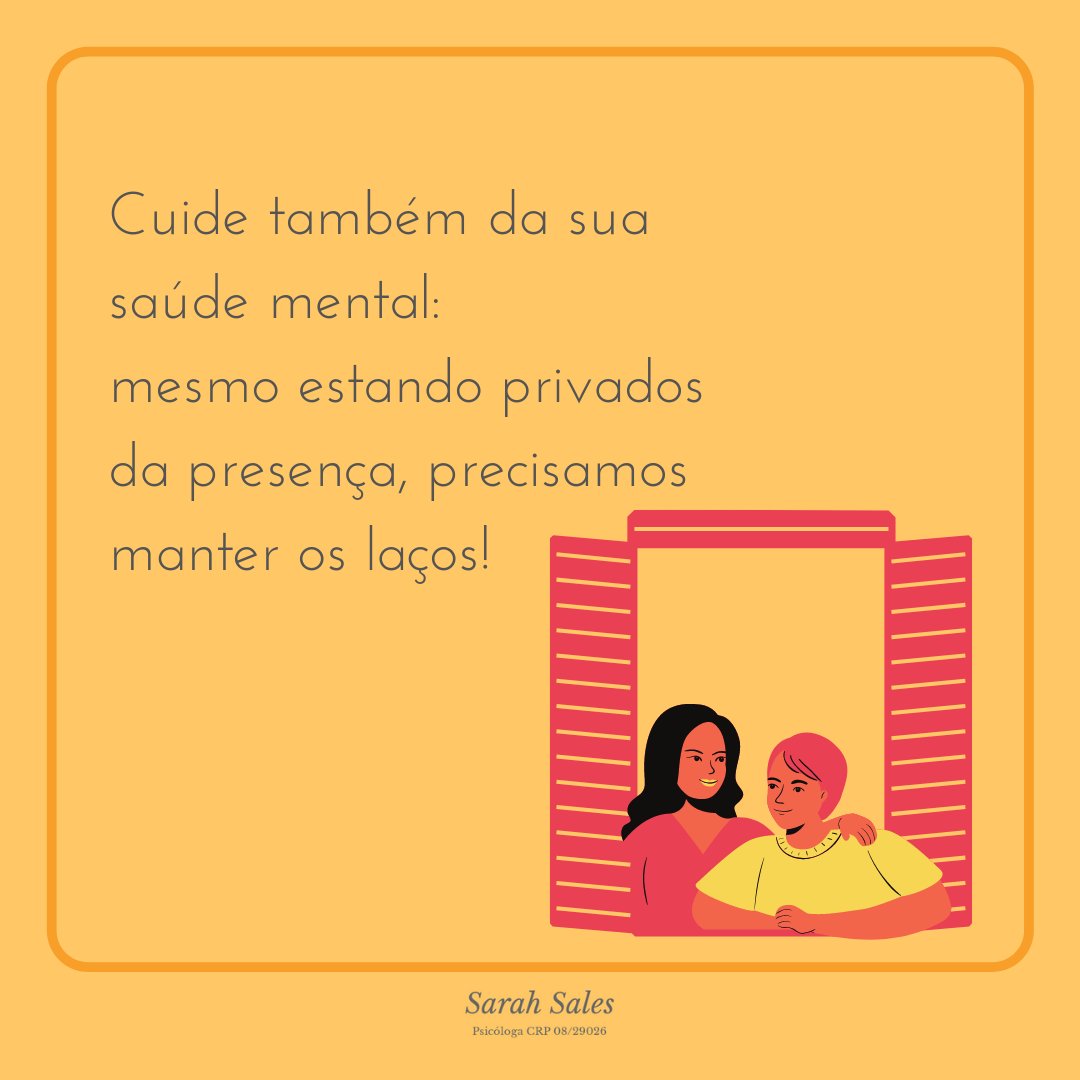 Cuide também da sua
saúde mental:
mesmo estando privados
da presença, precisamos
manter os laços!
Sarah Sales
Psicóloga CRP 08/29026